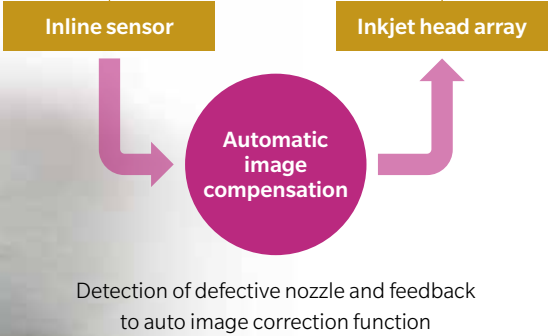 Inline sensor
Inkjet head array
Automatic
image
compensation
Detection of defective nozzle and feedback
to auto image correction function